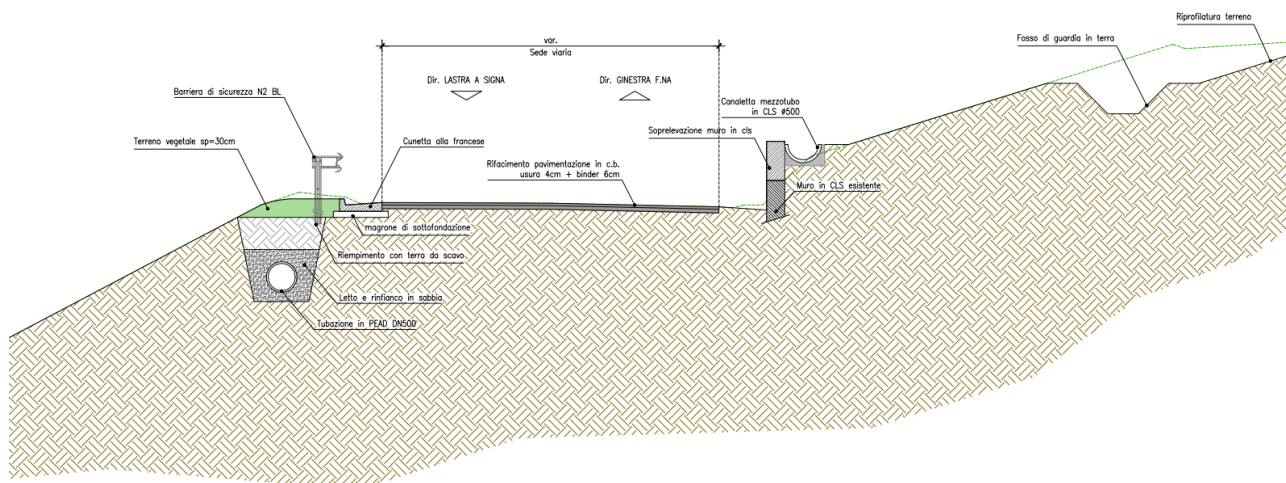 Riprofilatura terreno
Fosso di guardia in terra
var.
Sede viaria
Dir. LASTRA A SIGNA
Dir. GINESTRA F.NA
Barriera di sicurezza N2 BL
Canaletta mezzotubo
in CLS Ø500
Soprelevazione muro in cls
Terreno vegetale sp=30cm
Cunetta alla francese
Rifacimento pavimentazione in c.b.
usura 4cm + binder 6cm
Muro in CLS esistente
magrone di sottofondazione
Riempimento con terra da scavo
Letto e rinfianco in sabbia
Tubazione in PEAD DN500